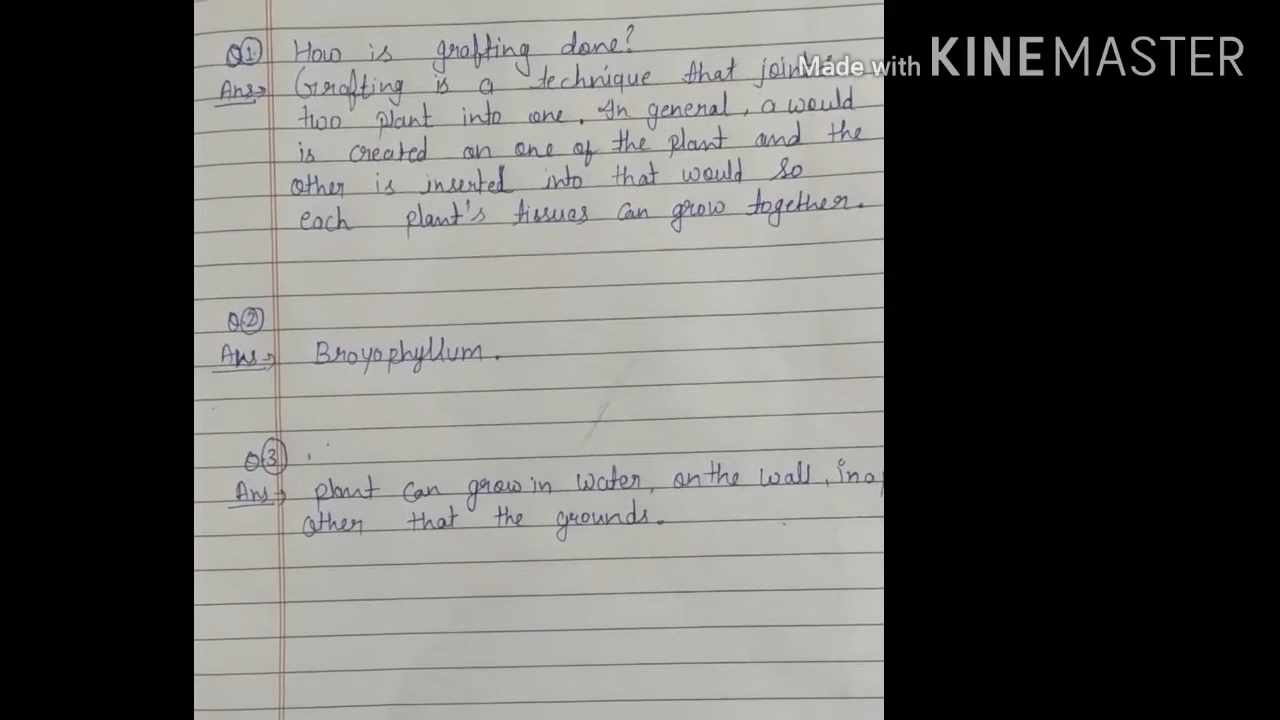 Q① How is grafting done?
Ans→ Grafting is a technique that joints
two plant into one. In general, a would
is created on one of the plant and the
other is inserted into that would so
each plant's tissues can grow together.
Q②
Ans→ Broyophyllum.
Q③
Ans→ plant can grow in water, on the wall, in
other that the grounds.
Made with KINEMASTER